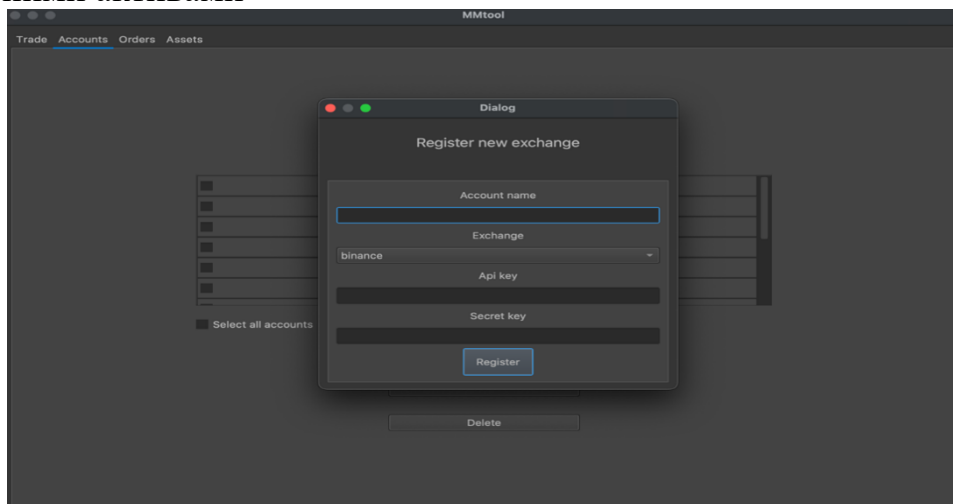 MMtool
Trade Accounts Orders Assets
Dialog
Register new exchange
Account name
Exchange
binance
Api key
Secret key
Select all accounts
Register
Delete